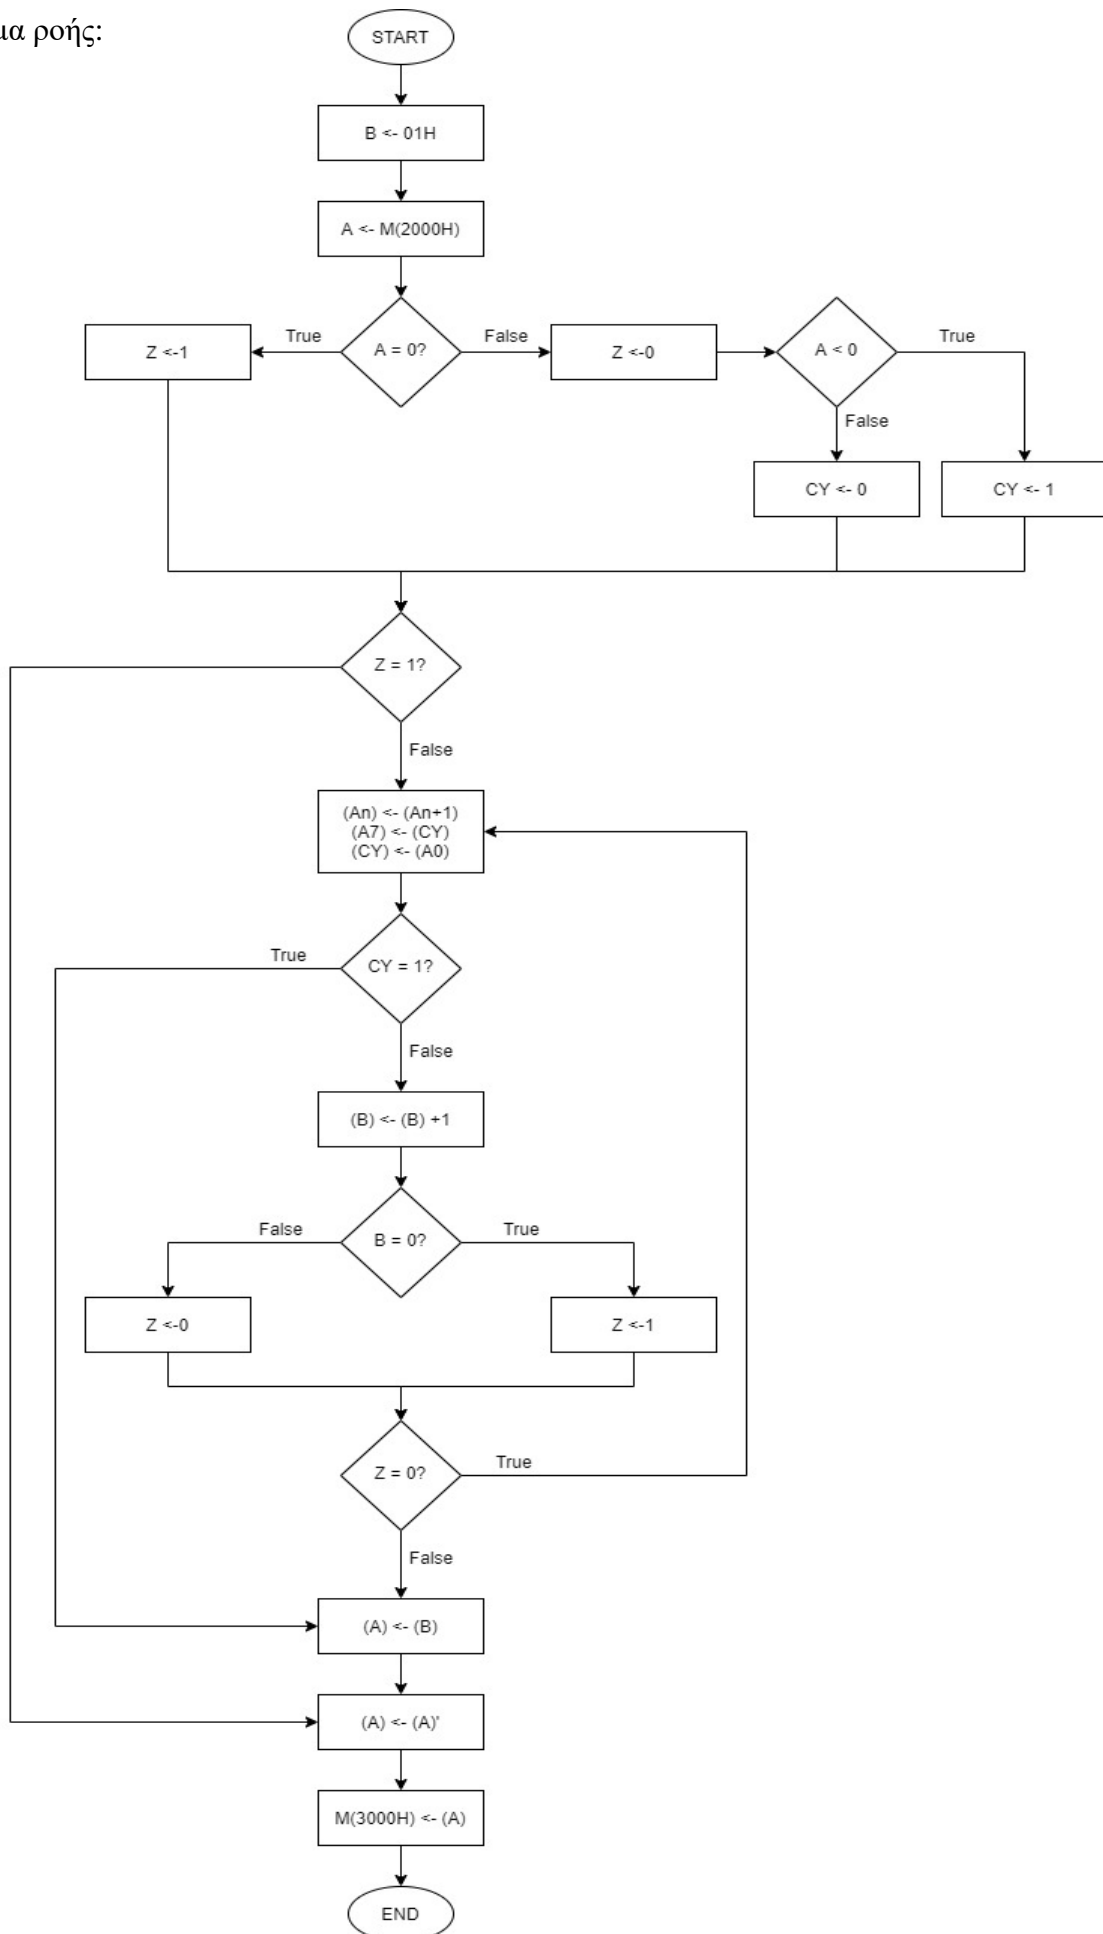 μα ροής:
START
B <- 01H
A <- M(2000H)
True
A = 0?
False
Z <-1
Z <-0
A < 0
True
False
CY <- 0
CY <- 1
Z = 1?
False
(An) <- (An+1)
(A7) <- (CY)
(CY) <- (A0)
True
CY = 1?
False
(B) <- (B) +1
False
B = 0?
True
Z <-0
Z <-1
Z = 0?
True
False
(A) <- (B)
(A) <- (A)'
M(3000H) <- (A)
END